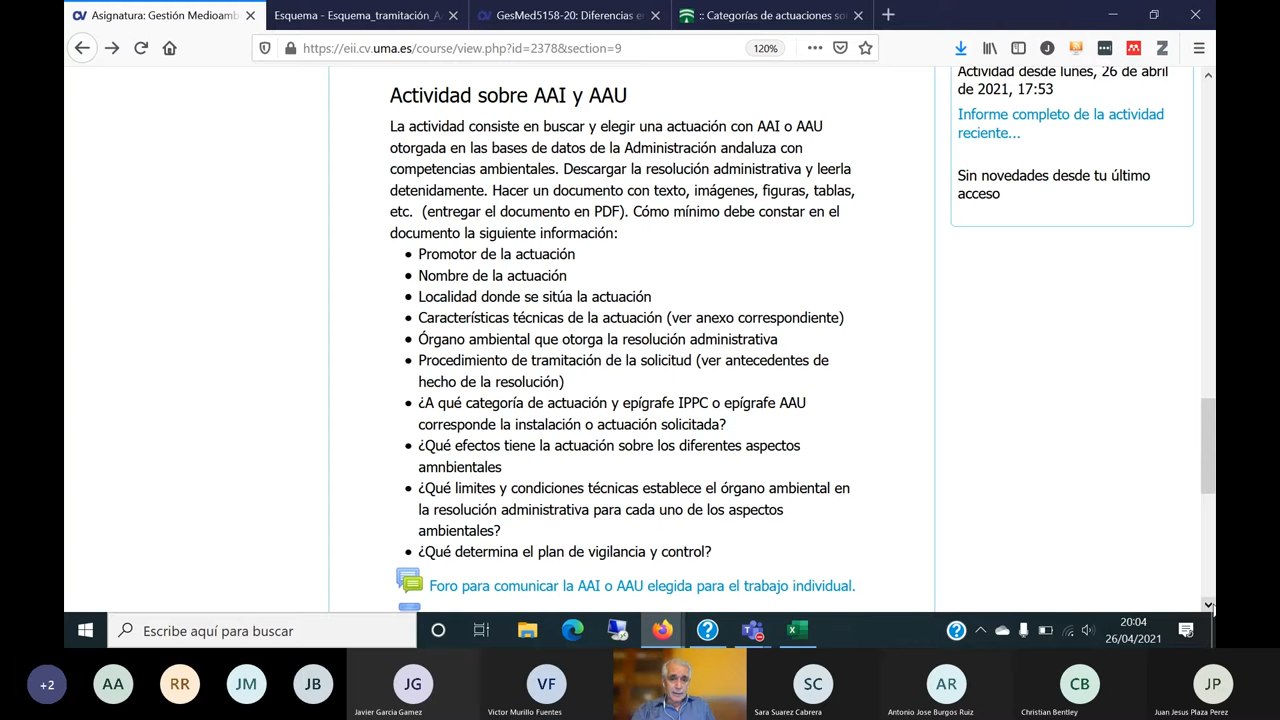 Asignatura: Gestión Medioamb
Esquema - Esquema_tramitación_A
GesMed5158-20: Diferencias e
:: Categorías de actuaciones so
https://eii.cv.uma.es/course/view.php?id=2378&section=9
120%
Actividad sobre AAI y AAU
La actividad consiste en buscar y elegir una actuación con AAI o AAU
otorgada en las bases de datos de la Administración andaluza con
competencias ambientales. Descargar la resolución administrativa y leerla
detenidamente. Hacer un documento con texto, imágenes, figuras, tablas,
etc. (entregar el documento en PDF). Cómo mínimo debe constar en el
documento la siguiente información:
• Promotor de la actuación
• Nombre de la actuación
• Localidad donde se sitúa la actuación
• Características técnicas de la actuación (ver anexo correspondiente)
• Órgano ambiental que otorga la resolución administrativa
• Procedimiento de tramitación de la solicitud (ver antecedentes de
hecho de la resolución)
• ¿A qué categoría de actuación y epígrafe IPPC o epígrafe AAU
corresponde la instalación o actuación solicitada?
• ¿Qué efectos tiene la actuación sobre los diferentes aspectos
amnbientales
• ¿Qué limites y condiciones técnicas establece el órgano ambiental en
la resolución administrativa para cada uno de los aspectos
ambientales?
• ¿Qué determina el plan de vigilancia y control?
Foro para comunicar la AAI o AAU elegida para el trabajo individual.
Actividad desde lunes, 26 de abril
de 2021, 17:53
Informe completo de la actividad
reciente...
Sin novedades desde tu último
acceso
Escribe aquí para buscar
20:04
26/04/2021
+2
AA
RR
JM
JB
JG
Javier Garcia Gamez
VF
Victor Murillo Fuentes
SC
Sara Suarez Cabrera
AR
Antonio Jose Burgos Ruiz
CB
Christian Bentley
JP
Juan Jesus Plaza Perez